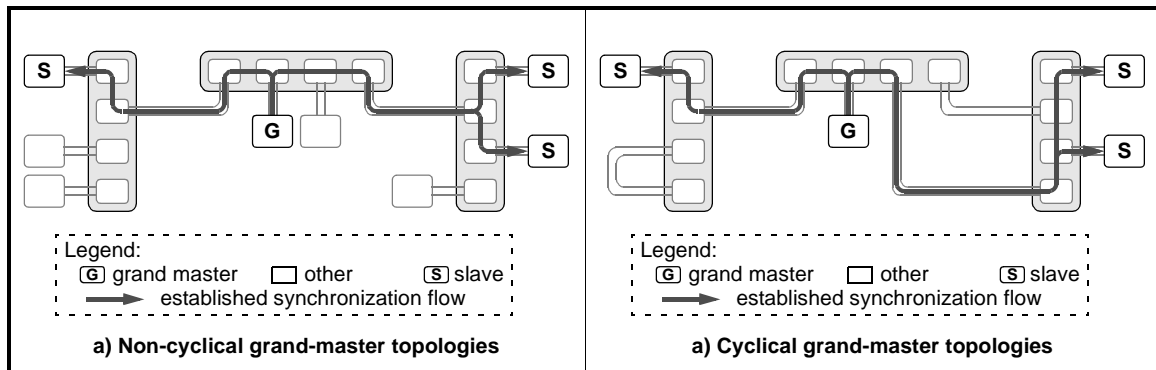 S
S
G
S
Legend:
G grand master other S slave
established synchronization flow
a) Non-cyclical grand-master topologies
S
S
G
S
Legend:
G grand master other S slave
established synchronization flow
a) Cyclical grand-master topologies